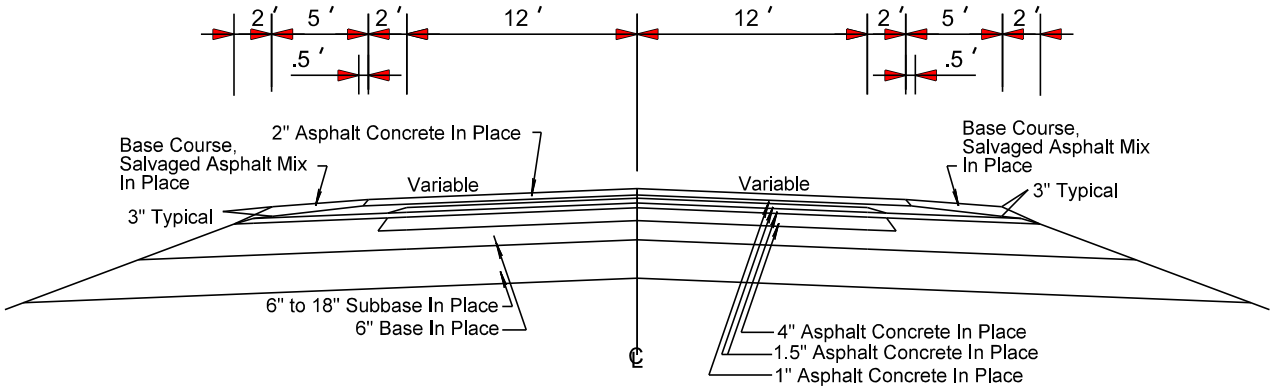 2 ' 5 ' 2 ' 12 ' 12 ' 2 ' 5 ' 2 '
.5 ' .5 '
2" Asphalt Concrete In Place
Base Course,
Salvaged Asphalt Mix
In Place
Base Course,
Salvaged Asphalt Mix
In Place
Variable
Variable
3" Typical
3" Typical
6" to 18" Subbase In Place
6" Base In Place
4" Asphalt Concrete In Place
1.5" Asphalt Concrete In Place
1" Asphalt Concrete In Place
℄